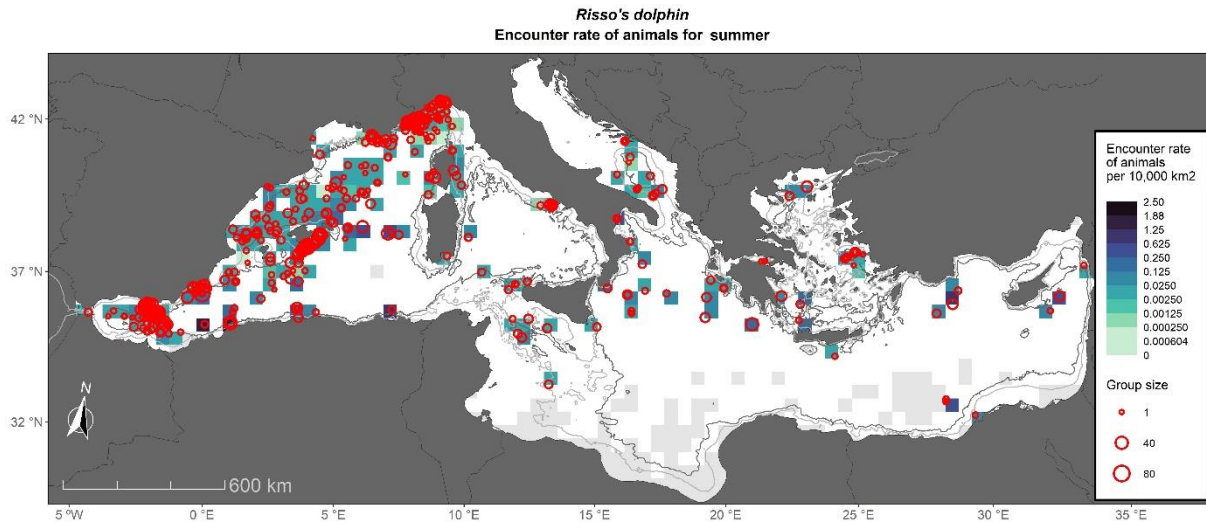 Risso's dolphin
Encounter rate of animals for summer
42 °N
37 °N
32 °N
N
600 km
5 °W
0 °E
5 °E
10 °E
15 °E
20 °E
25 °E
30 °E
35 °E
Encounter rate
of animals
per 10,000 km2
2.50
1.88
1.25
0.625
0.250
0.125
0.00250
0.00125
0.000250
0.000604
0
Group size
1
40
80